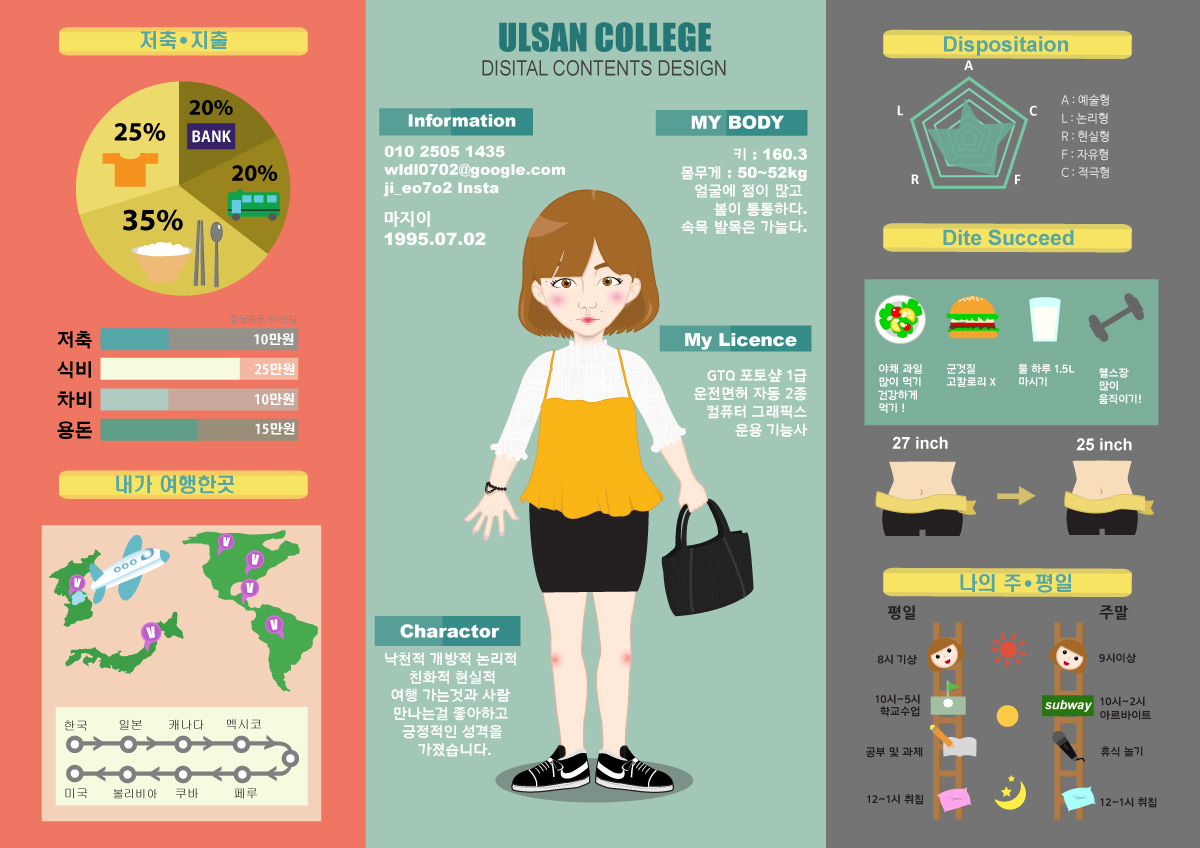 저축•지출
20%
BANK
25%
20%
35%
한달용돈 60만원
저축 10만원
식비 25만원
차비 10만원
용돈 15만원
내가 여행한곳
V
V
V
V
V
V
한국 일본 캐나다 멕시코
미국 볼리비아 쿠바 페루
ULSAN COLLEGE
DISITAL CONTENTS DESIGN
Information
010 2505 1435
wldl0702@google.com
ji_eo7o2 Insta
마지이
1995.07.02
MY BODY
키 : 160.3
몸무게 : 50~52kg
얼굴에 점이 많고
볼이 통통하다.
속목 발목은 가늘다.
My Licence
GTQ 포토샾 1급
운전면허 자동 2종
컴퓨터 그래픽스
운용 기능사
Charactor
낙천적 개방적 논리적
친화적 현실적
여행 가는것과 사람
만나는걸 좋아하고
긍정적인 성격을
가졌습니다.
Dispositaion
A
L
C
R
F
A : 예술형
L : 논리형
R : 현실형
F : 자유형
C : 적극형
Dite Succeed
야채 과일
많이 먹기
건강하게
먹기 !
군것질
고칼로리 X
물 하루 1.5L
마시기
헬스장
많이
움직이기!
27 inch
25 inch
나의 주•평일
평일
주말
8시 기상
9시이상
10시~5시
학교수업
subway
10시~2시
아르바이트
공부 및 과제
휴식 놀기
12~1시 취침
12~1시 취침